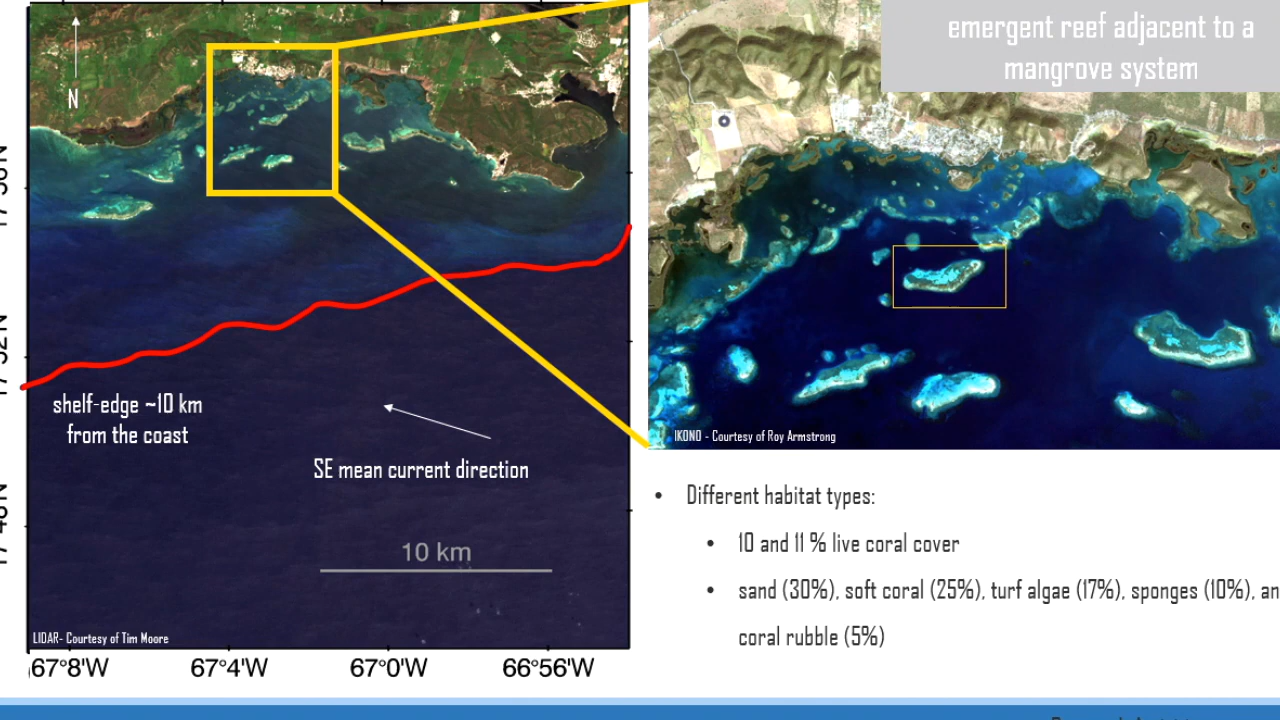 emergent reef adjacent to a
mangrove system
N
shelf-edge ~10 km
from the coast
SE mean current direction
10 km
LIDAR- Courtesy of Tim Moore
67°8'W 67°4'W 67°0'W 66°56'W
IKONO - Courtesy of Roy Armstrong
• Different habitat types:
• 10 and 11 % live coral cover
• sand (30%), soft coral (25%), turf algae (17%), sponges (10%),
coral rubble (5%)